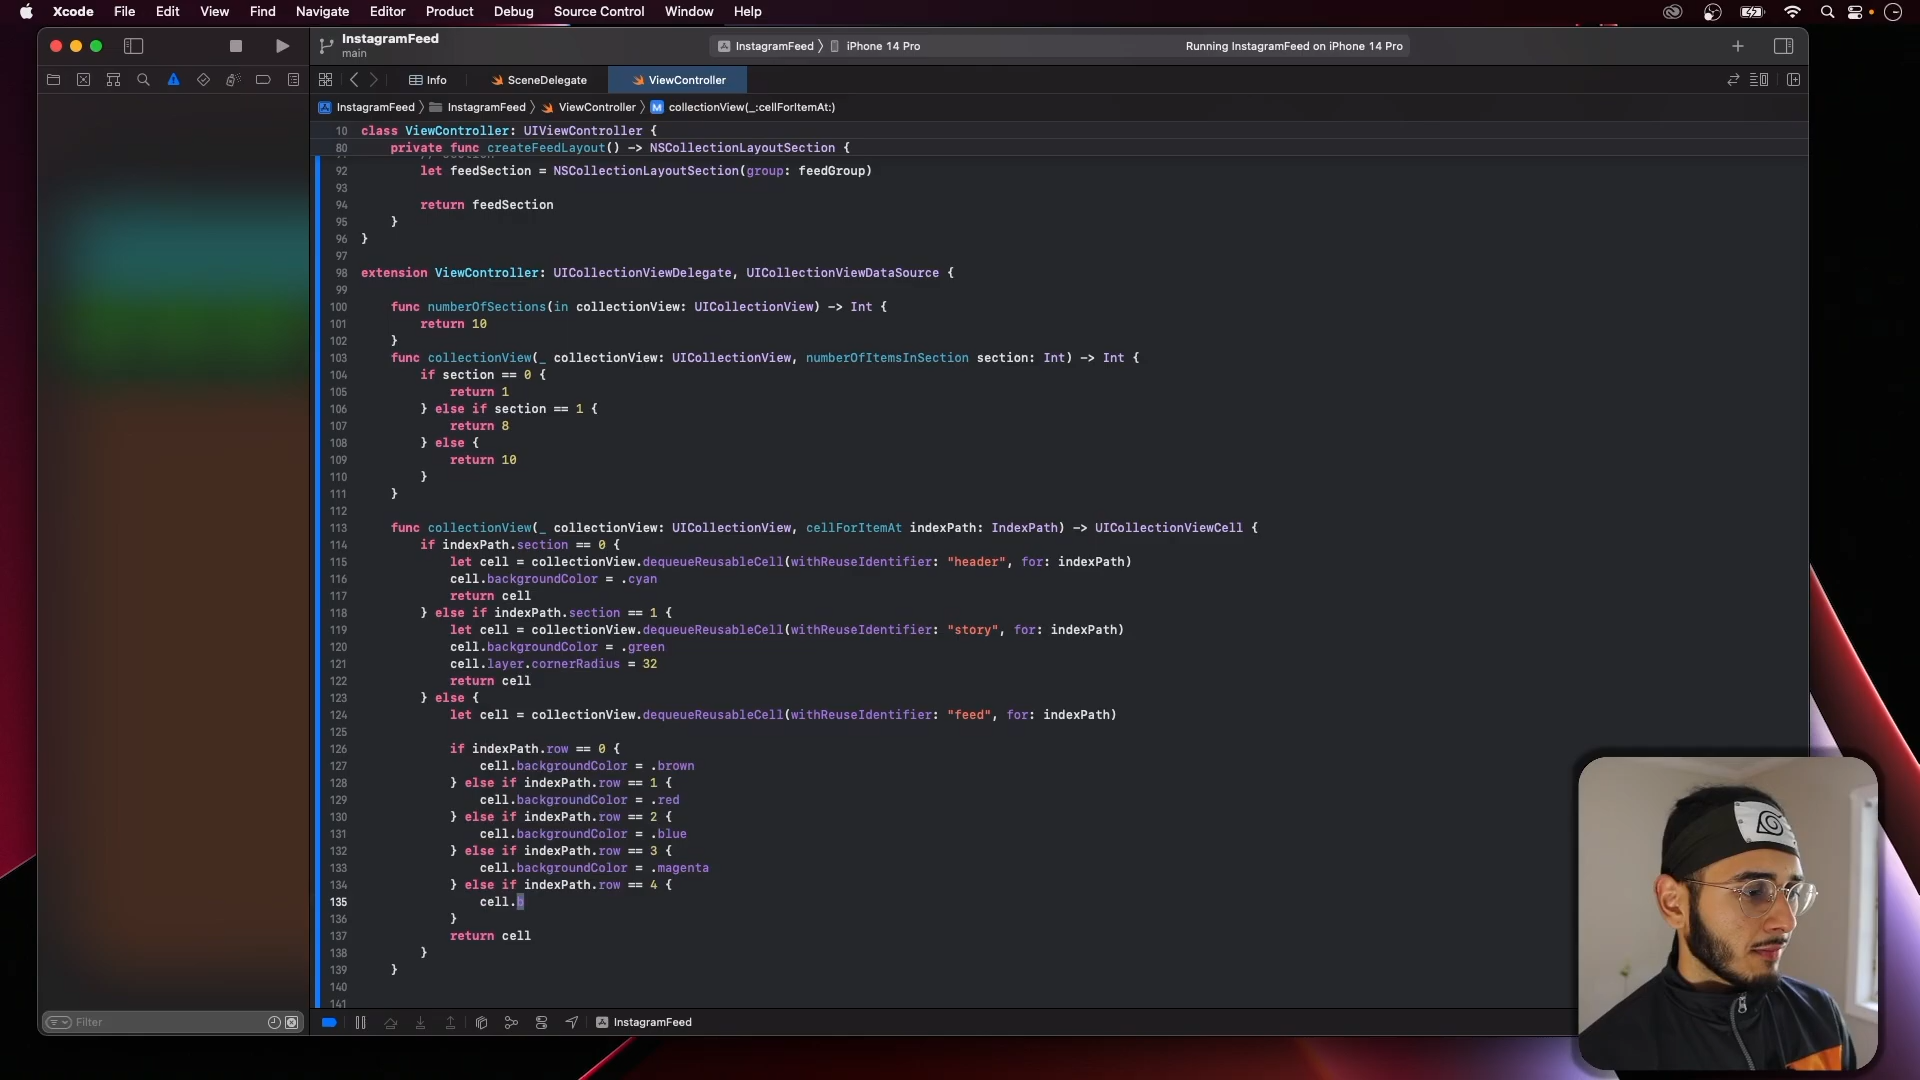 Xcode File Edit View Find Navigate Editor Product Debug Source Control Window Help
InstagramFeed
main
InstagramFeed iPhone 14 Pro
Running InstagramFeed on iPhone 14 Pro
Info SceneDelegate ViewController
InstagramFeed InstagramFeed ViewController M collectionView(_:cellForItemAt:)
10 class ViewController: UIViewController {
80 private func createFeedLayout() -> NSCollectionLayoutSection {
92 let feedSection = NSCollectionLayoutSection(group: feedGroup)
93
94 return feedSection
95 }
96 }
97
98 extension ViewController: UICollectionViewDelegate, UICollectionViewDataSource {
99
100 func numberOfSections(in collectionView: UICollectionView) -> Int {
101 return 10
102 }
103 func collectionView(_ collectionView: UICollectionView, numberOfItemsInSection section: Int) -> Int {
104 if section == 0 {
105 return 1
106 } else if section == 1 {
107 return 8
108 } else {
109 return 10
110 }
111 }
112
113 func collectionView(_ collectionView: UICollectionView, cellForItemAt indexPath: IndexPath) -> UICollectionViewCell {
114 if indexPath.section == 0 {
115 let cell = collectionView.dequeueReusableCell(withReuseIdentifier: "header", for: indexPath)
116 cell.backgroundColor = .cyan
117 return cell
118 } else if indexPath.section == 1 {
119 let cell = collectionView.dequeueReusableCell(withReuseIdentifier: "story", for: indexPath)
120 cell.backgroundColor = .green
121 cell.layer.cornerRadius = 32
122 return cell
123 } else {
124 let cell = collectionView.dequeueReusableCell(withReuseIdentifier: "feed", for: indexPath)
125
126 if indexPath.row == 0 {
127 cell.backgroundColor = .brown
128 } else if indexPath.row == 1 {
129 cell.backgroundColor = .red
130 } else if indexPath.row == 2 {
131 cell.backgroundColor = .blue
132 } else if indexPath.row == 3 {
133 cell.backgroundColor = .magenta
134 } else if indexPath.row == 4 {
135 cell.b
136 }
137 return cell
138 }
139 }
140
141
Filter
InstagramFeed